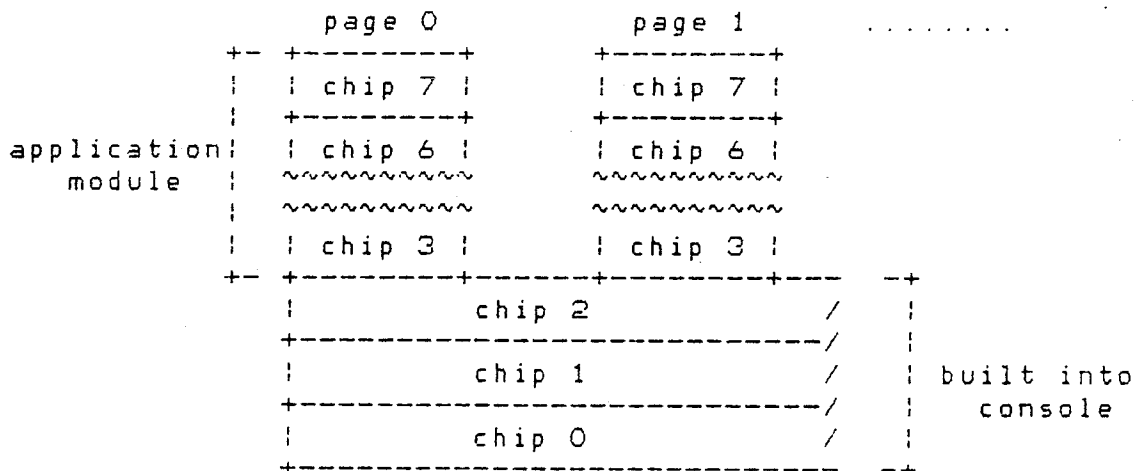 page 0 page 1 ........
chip 7 chip 7
application chip 6 chip 6
module
chip 3 chip 3
chip 2
chip 1 built into
console
chip 0